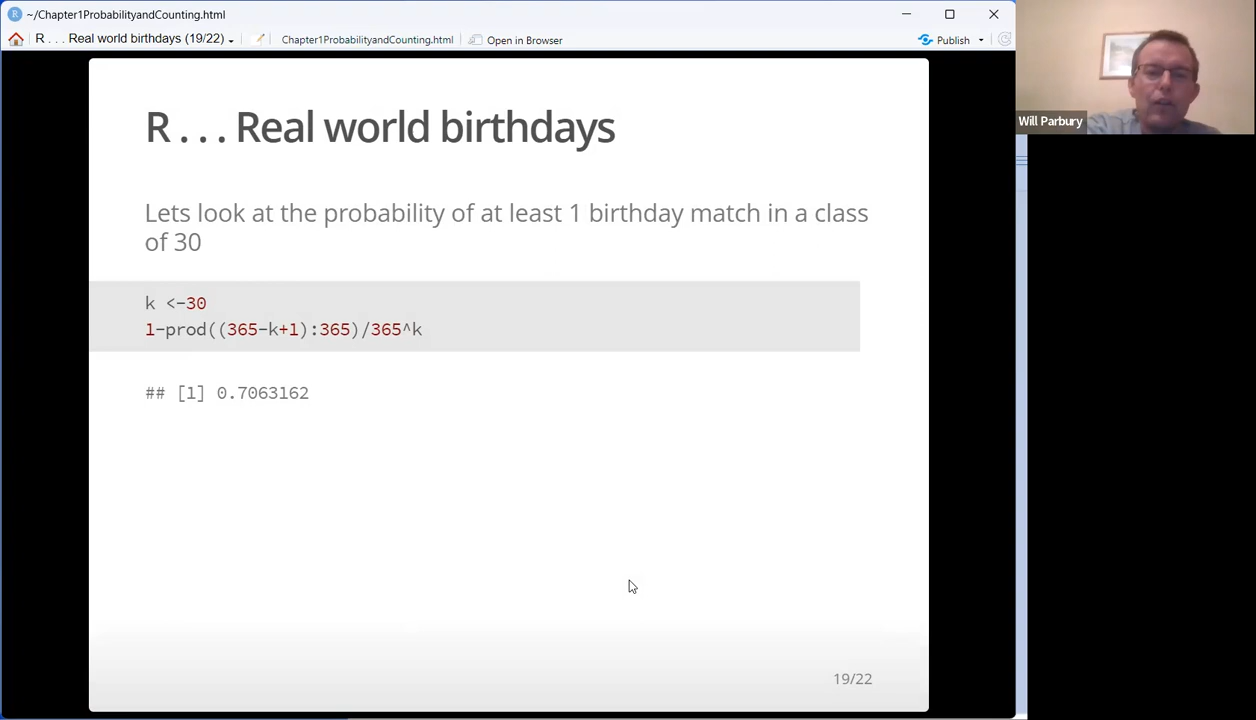 ~/Chapter1ProbabilityandCounting.html
R . . . Real world birthdays (19/22)
Chapter1ProbabilityandCounting.html
Open in Browser
Publish
Will Parbury
R . . . Real world birthdays
Lets look at the probability of at least 1 birthday match in a class
of 30
k <-30
1-prod((365-k+1):365)/365^k
## [1] 0.7063162
19/22